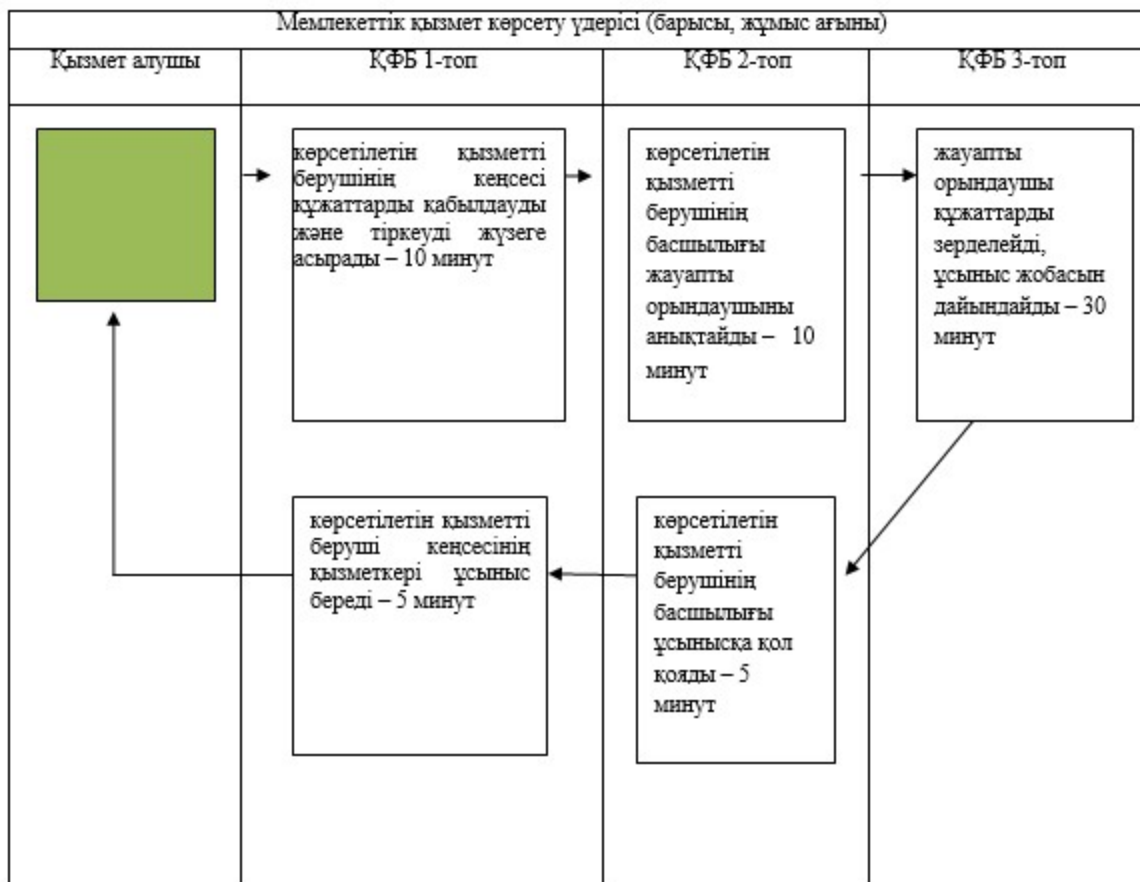 Мемлекеттік қызмет көрсету үдерісі (барысы, жұмыс ағыны)
Қызмет алушы
ҚФБ 1-топ
ҚФБ 2-топ
ҚФБ 3-топ
көрсетілетін қызметті
берушінің кеңсесі
құжаттарды қабылдауды
және тіркеуді жүзеге
асырады – 10 минут
көрсетілетін
қызметті
берушінің
басшылығы
жауапты
орындаушыны
анықтайды – 10
минут
жауапты
орындаушы
құжаттарды
зерделейді,
ұсыныс жобасын
дайындайды – 30
минут
көрсетілетін қызметті
беруші кеңсесінің
қызметкері ұсыныс
береді – 5 минут
көрсетілетін
қызметті
берушінің
басшылығы
ұсынысқа қол
қояды – 5
минут